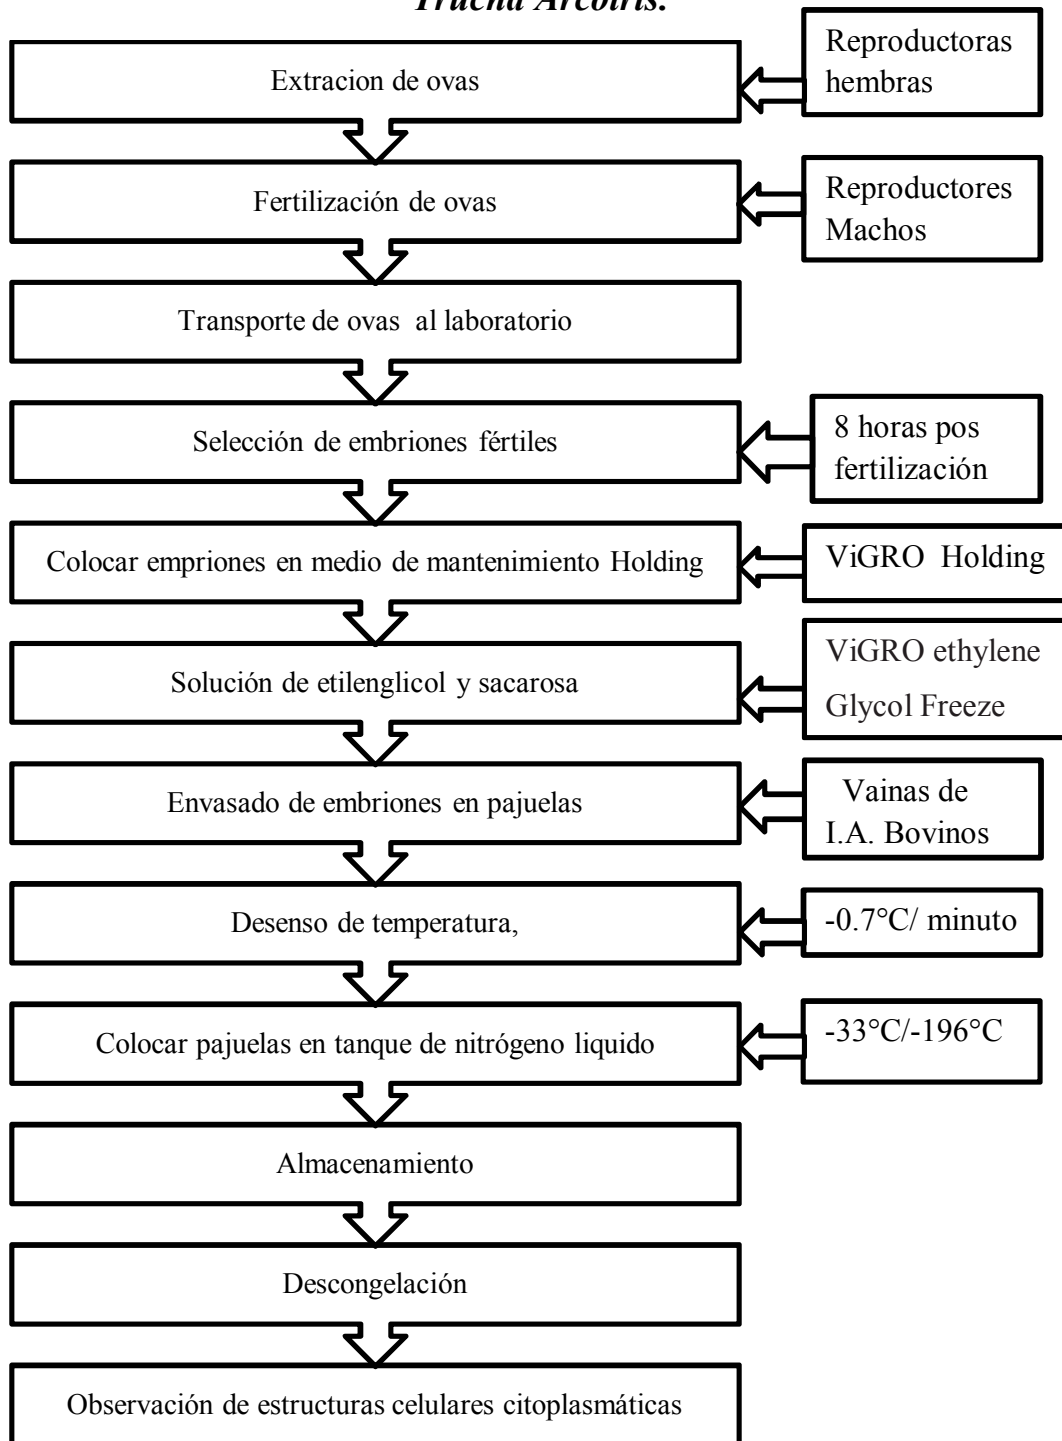 Trucha Arcoiris.
Extracion de ovas
Reproductoras
hembras
Fertilización de ovas
Reproductores
Machos
Transporte de ovas al laboratorio
Selección de embriones fértiles
8 horas pos
fertilización
Colocar empriones en medio de mantenimiento Holding
ViGRO Holding
Solución de etilenglicol y sacarosa
ViGRO ethylene
Glycol Freeze
Envasado de embriones en pajuelas
Vainas de
I.A. Bovinos
Desenso de temperatura,
-0.7°C/ minuto
Colocar pajuelas en tanque de nitrógeno liquido
-33°C/-196°C
Almacenamiento
Descongelación
Observación de estructuras celulares citoplasmáticas